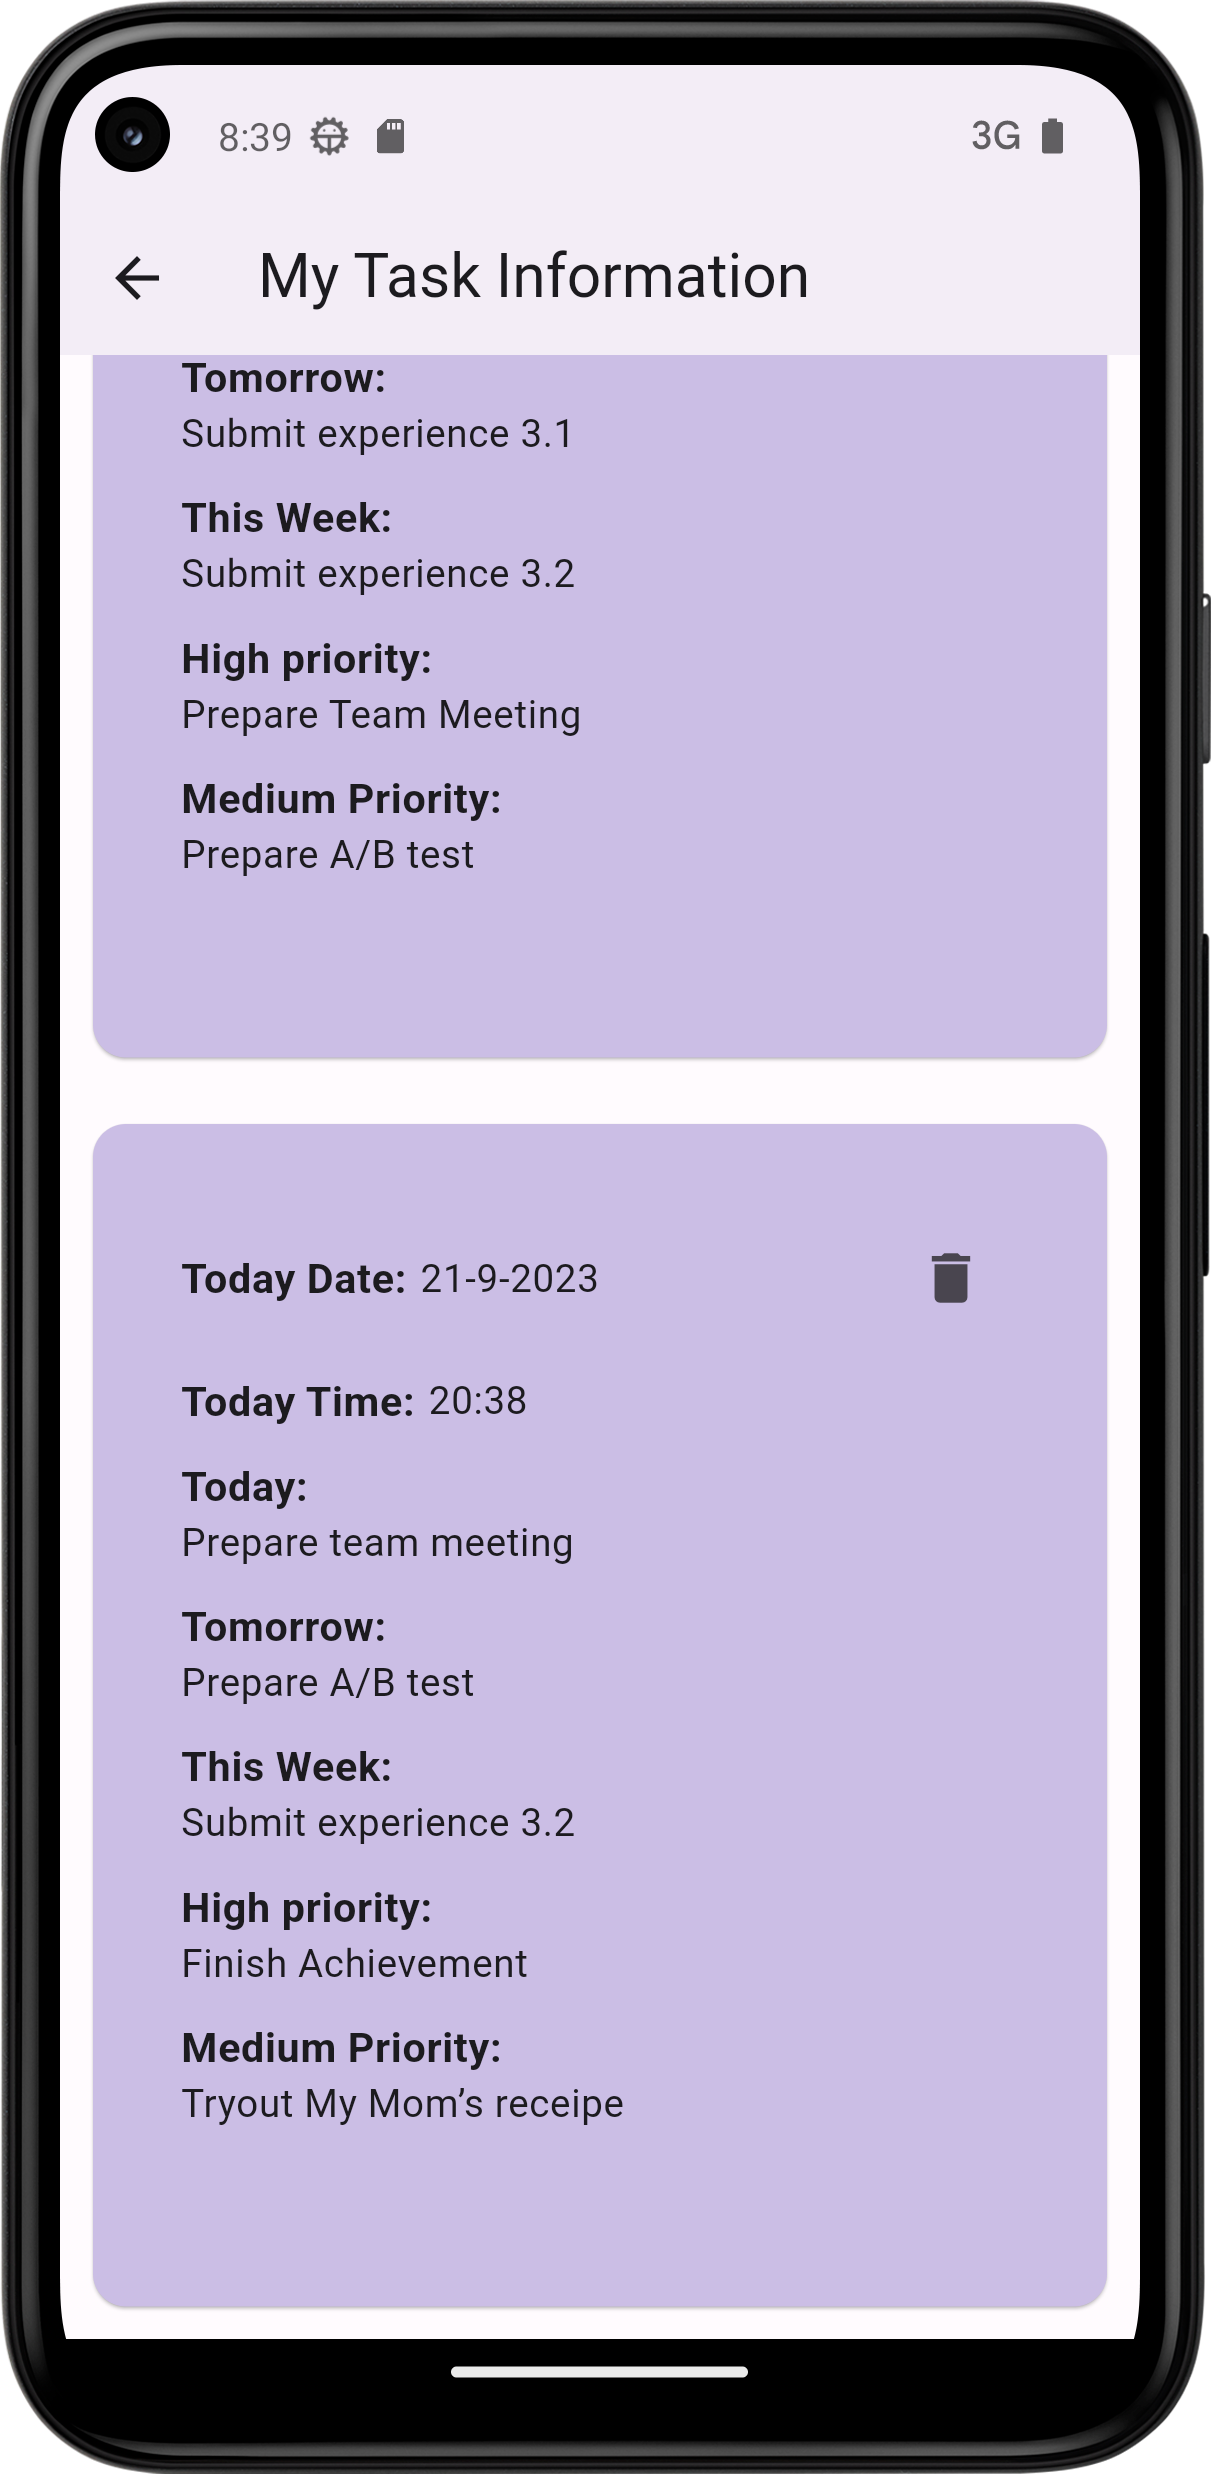 8:39
3G
My Task Information
Tomorrow:
Submit experience 3.1
This Week:
Submit experience 3.2
High priority:
Prepare Team Meeting
Medium Priority:
Prepare A/B test
Today Date: 21-9-2023
Today Time: 20:38
Today:
Prepare team meeting
Tomorrow:
Prepare A/B test
This Week:
Submit experience 3.2
High priority:
Finish Achievement
Medium Priority:
Tryout My Mom’s receipe